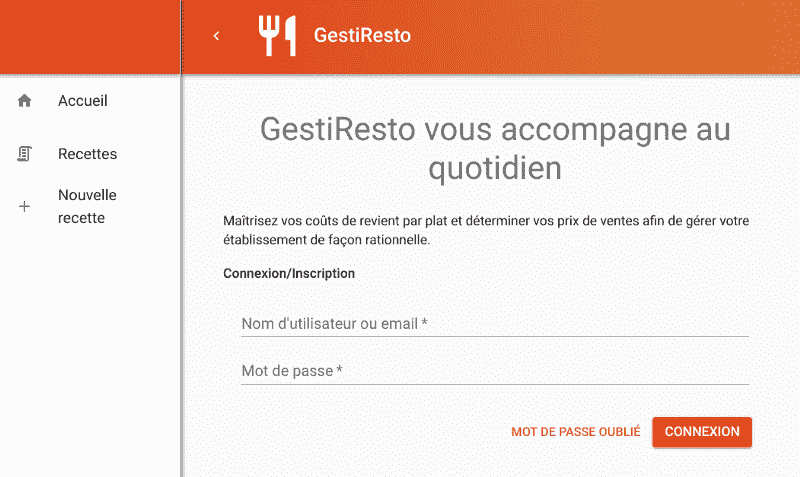 GestiResto
Accueil
Recettes
Nouvelle
recette
GestiResto vous accompagne au
quotidien
Maîtrisez vos coûts de revient par plat et déterminer vos prix de ventes afin de gérer votre
établissement de façon rationnelle.
Connexion/Inscription
Nom d'utilisateur ou email *
Mot de passe *
MOT DE PASSE OUBLIÉ
CONNEXION